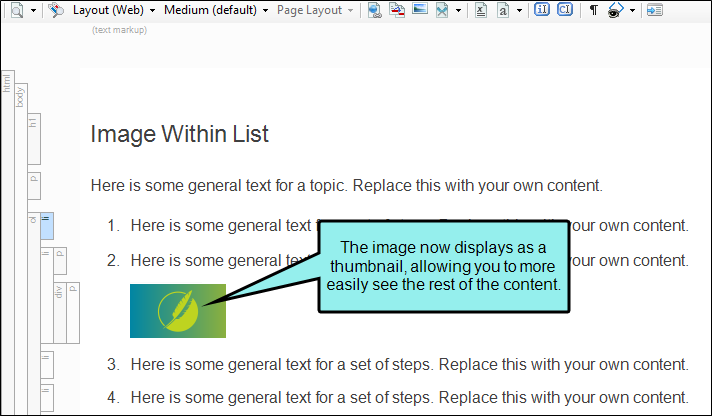 Layout (Web) Medium (default) Page Layout
(text markup)
html
body
h1
Image Within List
p
Here is some general text for a topic. Replace this with your own content.
ol
li
1. Here is some general text your own content.
The image now displays as a
thumbnail, allowing you to more
easily see the rest of the content.
li
p
2. Here is some general your own content.
div
p
li
3. Here is some general text for a set of steps. Replace this with your own content.
li
4. Here is some general text for a set of steps. Replace this with your own content.